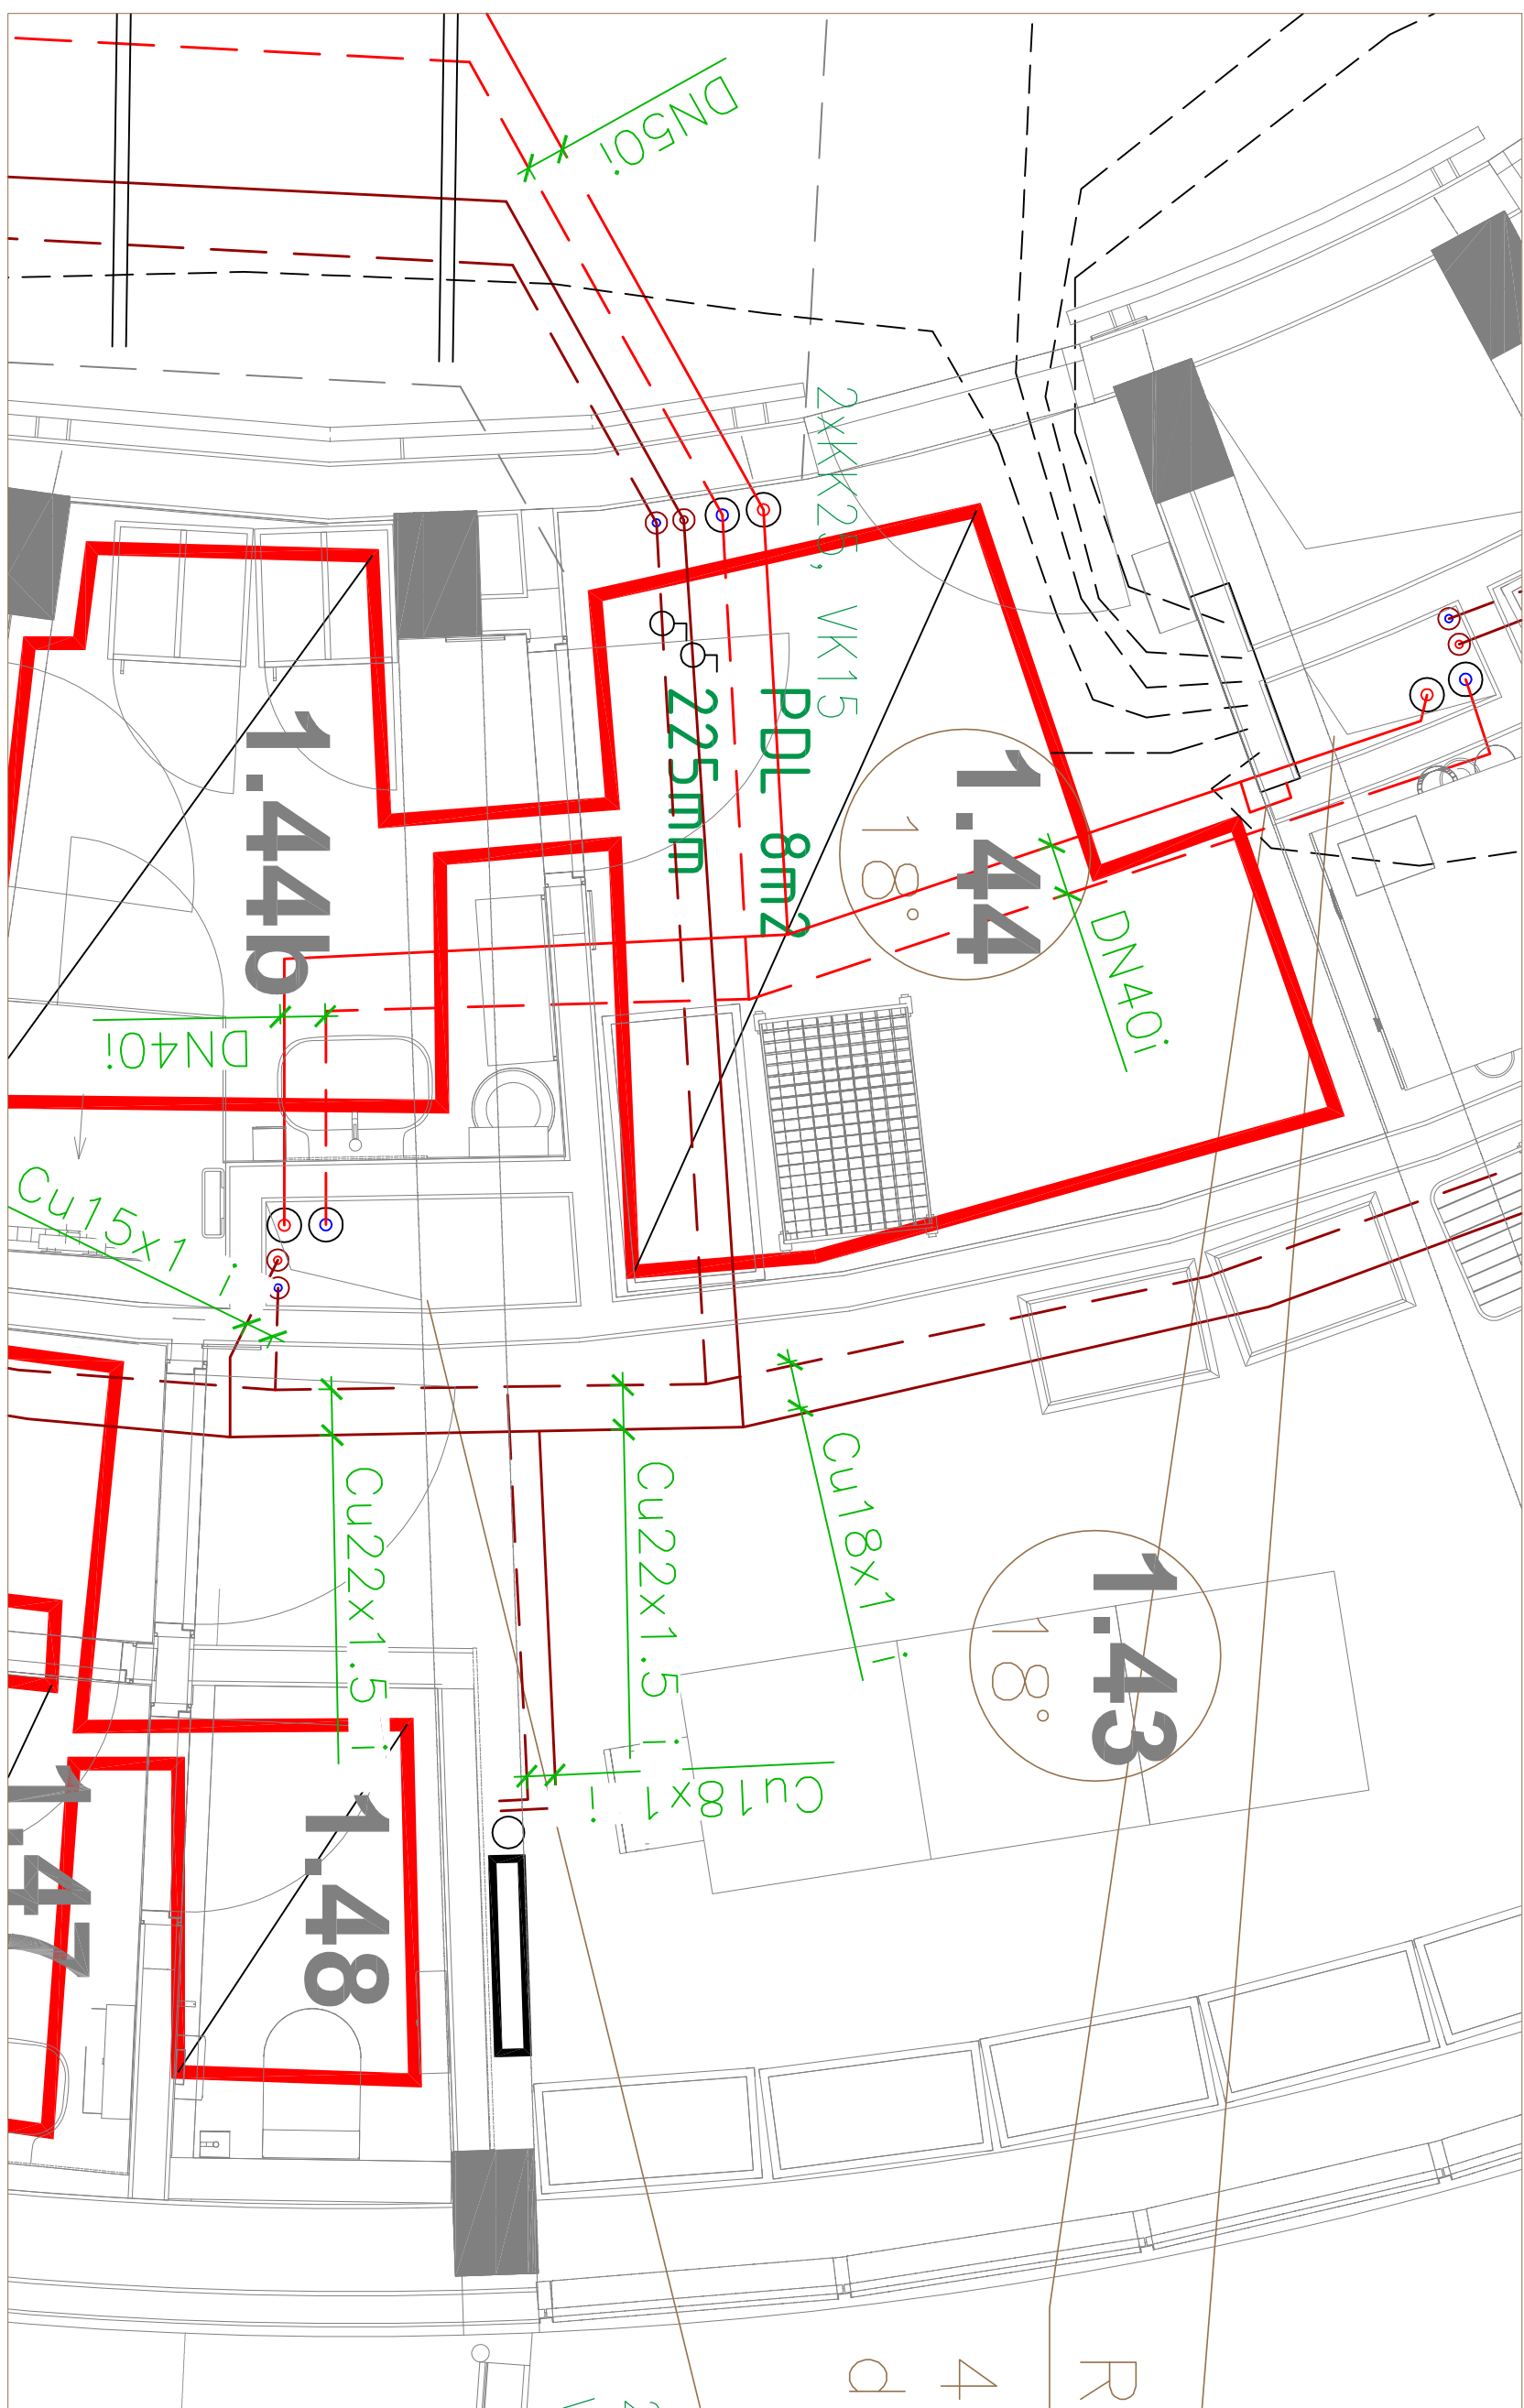 DN50i
2xKK25, VK15
PDL 8m2
225mm
1.44
18°
1.44b
DN40i
DN40i
Cu15x1 i
Cu22x1.5 i
Cu22x1.5 i
Cu18x1 i
1.43
18°
Cu18x1 i
1.48
1.47
R
4
d